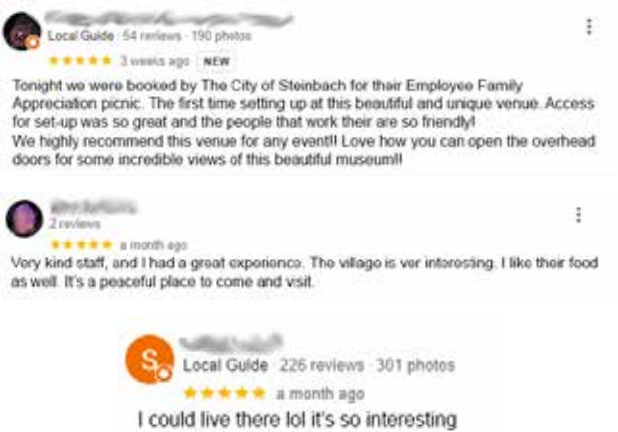 Local Guide · 54 reviews · 190 photos
★★★★★ 3 weeks ago NEW
Tonight we were booked by The City of Steinbach for their Employee Family
Appreciation picnic. The first time setting up at this beautiful and unique venue. Access
for set-up was so great and the people that work their are so friendly!
We highly recommend this venue for any event!! Love how you can open the overhead
doors for some incredible views of this beautiful museum!!
2 reviews
★★★★★ a month ago
Very kind staff, and I had a great experience. The village is ver interesting. I like their food
as well. It's a peaceful place to come and visit.
S
Local Guide · 226 reviews · 301 photos
★★★★★ a month ago
I could live there lol it's so interesting